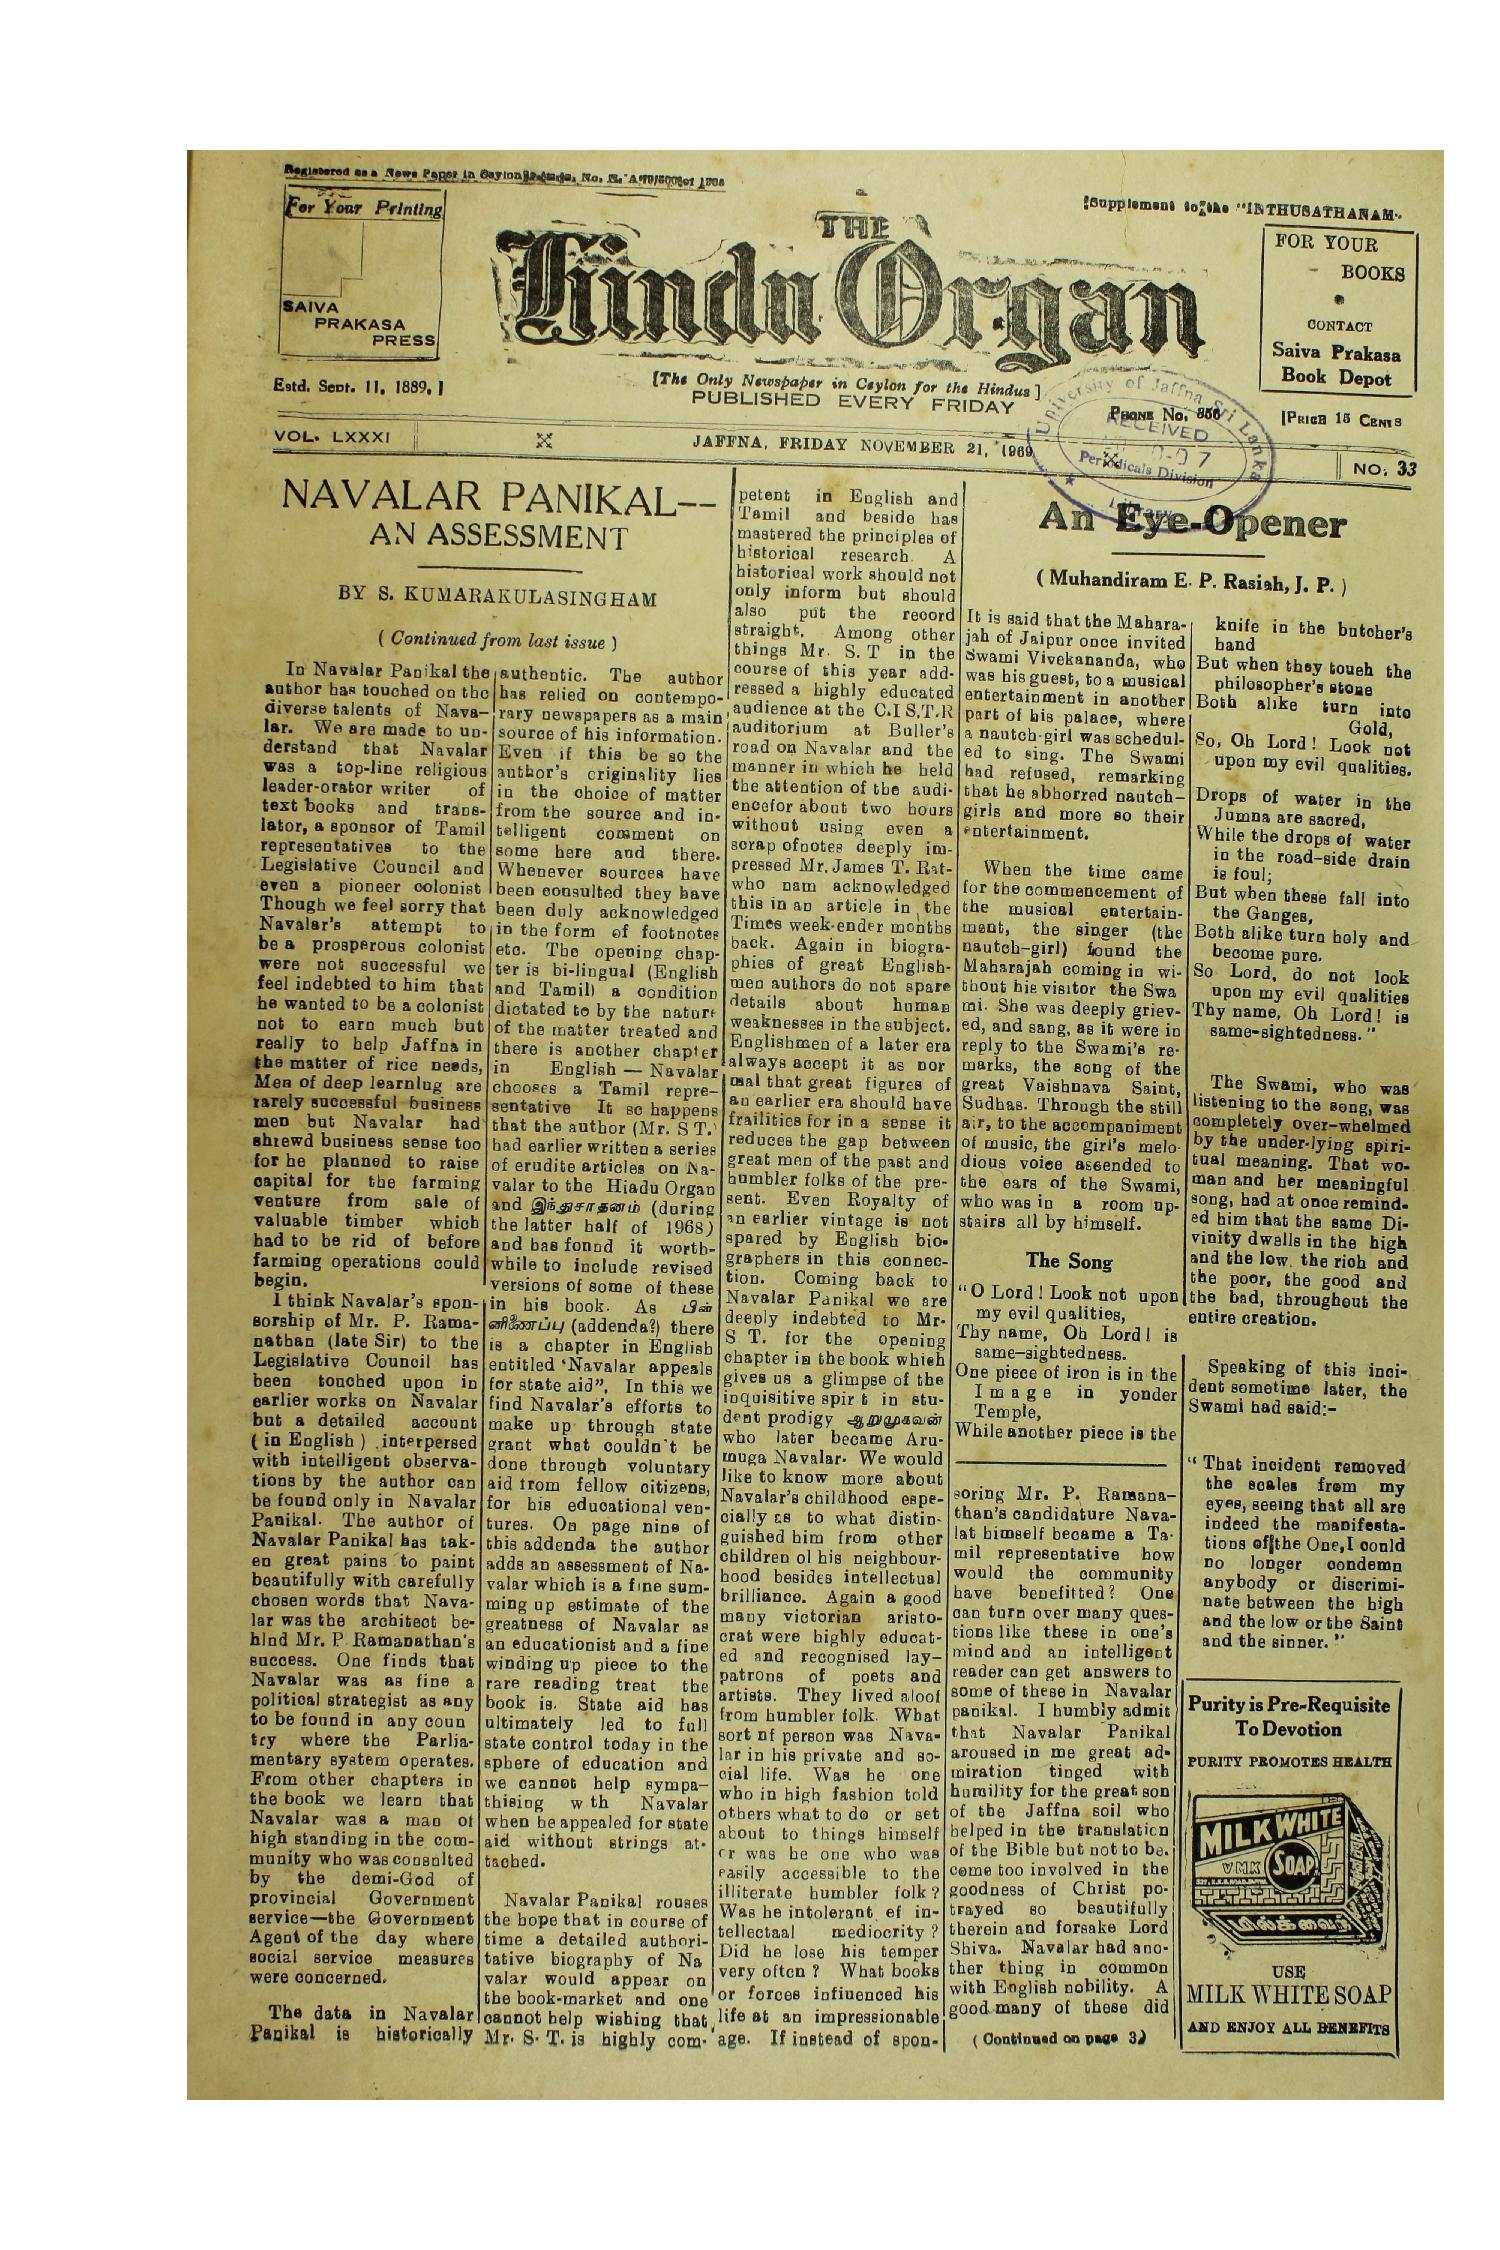 Registered as a News Paper in Ceylon
For Your Printing
SAIVA
PRAKASA
PRESS
[Supplement to the "INTHUSATHANAM"
THE
Hindu Organ
FOR YOUR
BOOKS
CONTACT
Saiva Prakasa
Book Depot
Estd. Sept. 11, 1889. ]
[The Only Newspaper in Ceylon for the Hindus]
PUBLISHED EVERY FRIDAY
PHONE No. 856
[PRICE 15 CENTS
University of Jaffna Sri Lanka
RECEIVED
Periodicals Division
Library
VOL. LXXXI
JAFFNA, FRIDAY NOVEMBER 21, 1969
NO. 33
NAVALAR PANIKAL--
AN ASSESSMENT
BY S. KUMARAKULASINGHAM
( Continued from last issue )
In Navalar Panikal the
author has touched on the
diverse talents of Nava-
lar. We are made to un-
derstand that Navalar
was a top-line religious
leader-orator writer of
text books and trans-
lator, a sponsor of Tamil
representatives to the
Legislative Council and
even a pioneer colonist
Though we feel sorry that
Navalar's attempt to
be a prosperous colonist
were not successful we
feel indebted to him that
he wanted to be a colonist
not to earn much but
really to help Jaffna in
the matter of rice needs,
Men of deep learnlug are
rarely successful business
men but Navalar had
shrewd business sense too
for he planned to raise
capital for the farming
venture from sale of
valuable timber which
had to be rid of before
farming operations could
begin.
I think Navalar's spon-
sorship of Mr. P. Rama-
nathan (late Sir) to the
Legislative Council has
been touched upon in
earlier works on Navalar
but a detailed account
( in English ) interpersed
with intelligent observa-
tions by the author can
be found only in Navalar
Panikal. The author of
Navalar Panikal has tak-
en great pains to paint
beautifully with carefully
chosen words that Nava-
lar was the architect be-
hind Mr. P Ramanathan's
success. One finds that
Navalar was as fine a
political strategist as any
to be found in any coun
try where the Parlia-
mentary system operates.
From other chapters in
the book we learn that
Navalar was a man of
high standing in the com-
munity who was consulted
by the demi-God of
provincial Government
service—the Government
Agent of the day where
social service measures
were concerned.
The data in Navalar
Panikal is historically
authentic. The author
has relied on contempo-
rary newspapers as a main
source of his information.
Even if this be so the
author's criginality lies
in the choice of matter
from the source and in-
telligent comment on
some here and there.
Whenever sources have
been eonsulted they have
been duly acknowledged
in the form of footnotes
etc. The opening chap-
ter is bi-lingual (English
and Tamil) a condition
dictated to by the nature
of the matter treated and
there is another chapter
in English — Navalar
chooses a Tamil repre-
sentative It so happens
that the author (Mr. S T.'
had earlier written a series
of erudite articles on Na-
valar to the Hiadu Organ
and இந்துசாதனம் (during
the latter half of 1968)
and has fonnd it worth-
while to include revised
versions of some of these
in his book. As பின்
னிணைப்பு (addenda?) there
is a chapter in English
entitled 'Navalar appeals
for state aid". In this we
find Navalar's efforts to
make up through state
grant what couldn't be
done through voluntary
aid from fellow citizens,
for his educational ven-
tures. On page nine of
this addenda the author
adds an assessment of Na-
valar which is a fine sum-
ming up estimate of the
greatness of Navalar as
an educationist and a fine
winding up piece to the
rare reading treat the
book is. State aid has
ultimately led to full
state control today in the
sphere of education and
we cannot help sympa-
thising w th Navalar
when he appealed for state
aid without strings at-
tached.
Navalar Panikal rouses
the hope that in course of
time a detailed authori-
tative biography of Na
valar would appear on
the book-market and one
cannot help wishing that
Mr. S. T. is highly com-
petent in English and
Tamil and beside has
mastered the principles of
historical research. A
historical work should not
only inform but should
also put the record
straight. Among other
things Mr. S. T in the
course of this year add-
ressed a highly educated
audience at the C.I S.T.R
auditorium at Buller's
road on Navalar and the
manner in which he held
the attention of the audi-
encefor about two hours
without using even a
scrap ofnotes deeply im-
pressed Mr. James T. Rat-
who nam acknowledged
this in an article in the
Times week-ender months
back. Again in biogra-
phies of great English-
men authors do not spare
details about human
weaknesses in the subject.
Englishmen of a later era
always accept it as nor
mal that great figures of
an earlier era should have
frailities for in a sense it
reduces the gap between
great men of the past and
humbler folks of the pre-
sent. Even Royalty of
an earlier vintage is not
spared by English bio-
graphers in this connec-
tion. Coming back to
Navalar Panikal we are
deeply indebted to Mr-
S T. for the opening
chapter in the book which
gives us a glimpse of the
inquisitive spir t in stu-
dent prodigy ஆறுமுகவன்
who later became Aru-
muga Navalar. We would
like to know more about
Navalar's childhood espe-
cially as to what distin-
guished him from other
children of his neighbour-
hood besides intellectual
brilliance. Again a good
many victorian aristo-
crat were highly educat-
ed and recognised lay-
patrons of poets and
artists. They lived aloof
from humbler folk. What
sort nf person was Nava-
lar in his private and so-
cial life. Was he one
who in high fashion told
others what to do or set
about to things himself
or was he one who was
easily accessible to the
illiterate humbler folk ?
Was he intolerant ef in-
tellectaal mediocrity ?
Did he lose his temper
very often ? What books
or forces infiuenced his
life at an impressionable
age. If instead of spon-
soring Mr. P. Ramana-
than's candidature Nava-
lat himself became a Ta-
mil representative how
would the community
have benefitted? One
can turn over many ques-
tions like these in one's
mind and an intelligent
reader can get answers to
some of these in Navalar
panikal. I humbly admit
that Navalar Panikal
aroused in me great ad-
miration tinged with
humility for the great son
of the Jaffna soil who
helped in the translation
of the Bible but not to be.
come too involved in the
goodness of Christ po-
trayed so beautifully
therein and forsake Lord
Shiva. Navalar had ano-
ther thing in common
with English nobility. A
good many of these did
( Continued on page 3 )
An Eye-Opener
( Muhandiram E. P. Rasiah, J. P. )
It is said that the Mahara-
jah of Jaipur once invited
Swami Vivekananda, who
was his guest, to a musical
entertainment in another
part of his palace, where
a nautch-girl was schedul-
ed to sing. The Swami
had refused, remarking
that he abhorred nautch-
girls and more so their
entertainment.
When the time came
for the commencement of
the musical entertain-
ment, the singer (the
nautch-girl) found the
Maharajah coming in wi-
thout his visitor the Swa
mi. She was deeply griev-
ed, and sang, as it were in
reply to the Swami's re-
marks, the song of the
great Vaishnava Saint,
Sudhas. Through the still
air, to the accompaniment
of music, the girl's melo-
dious voice ascended to
the ears of the Swami,
who was in a room up-
stairs all by himself.
The Song
"O Lord ! Look not upon
my evil qualities,
Thy name, Oh Lord ! is
same-sightedness.
One piece of iron is in the
Image in yonder
Temple,
While another piece is the
knife in the butcher's
hand
But when they toueh the
philosopher's stone
Both alike turn into
Gold,
So, Oh Lord ! Look not
upon my evil qualities.
Drops of water in the
Jumna are sacred,
While the drops of water
in the road-side drain
is foul;
But when these fall into
the Ganges,
Both alike turn holy and
become pure.
So Lord, do not look
upon my evil qualities
Thy name, Oh Lord ! is
same-sightedness."
The Swami, who was
listening to the song, was
completely over-whelmed
by the under-lying spiri-
tual meaning. That wo-
man and her meaningful
song, had at once remind-
ed him that the same Di-
vinity dwells in the high
and the low, the rich and
the poor, the good and
the bad, throughout the
entire creation.
Speaking of this inci-
dent sometime later, the
Swami had said:-
" That incident removed
the scales from my
eyes, seeing that all are
indeed the manifesta-
tions of the One, I could
no longer condemn
anybody or discrimi-
nate between the high
and the low or the Saint
and the sinner."
Purity is Pre-Requisite
To Devotion
PURITY PROMOTES HEALTH
MILK WHITE
VMK SOAP
மில்க்வைற்
USE
MILK WHITE SOAP
AND ENJOY ALL BENEFITS